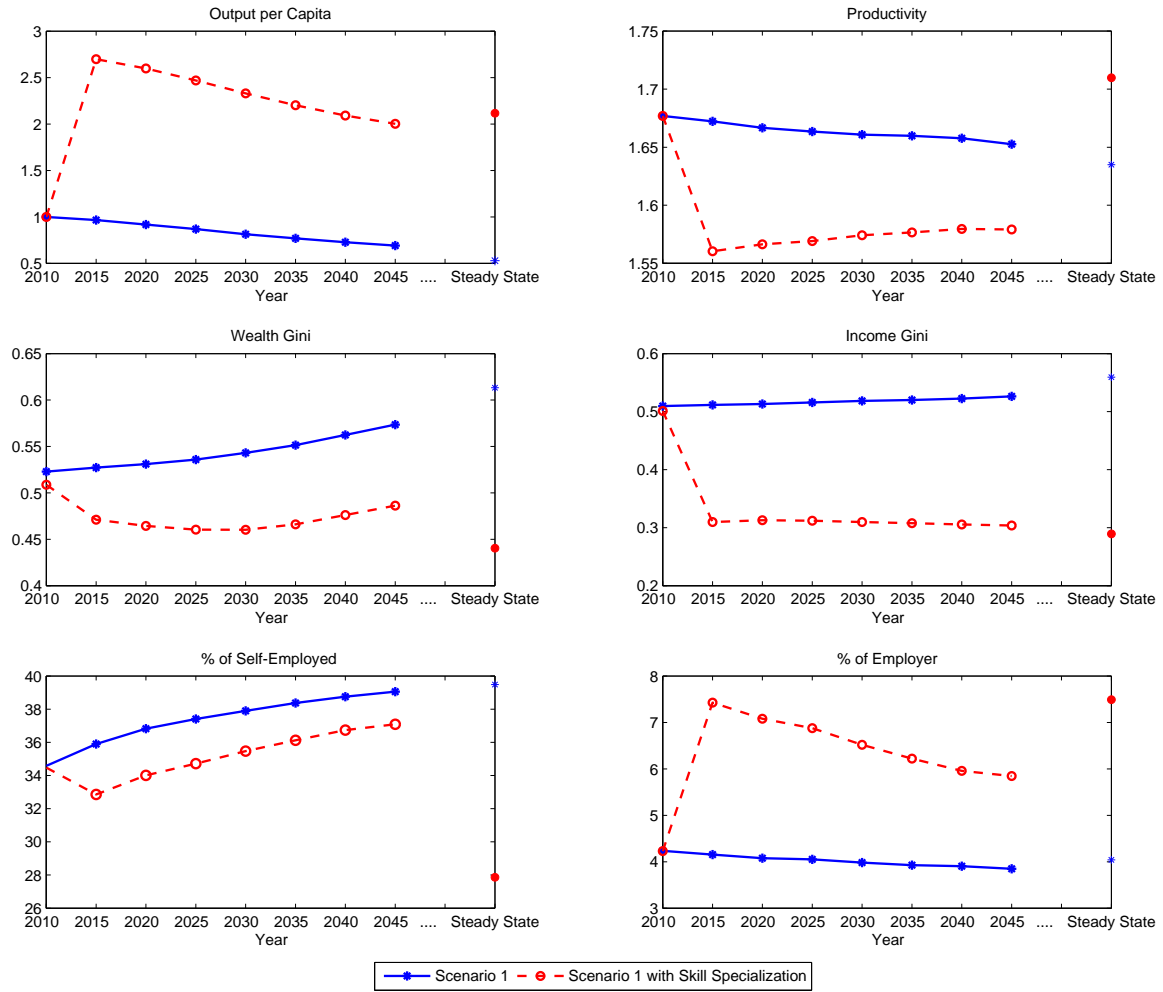 Output per Capita
3
2.5
2
1.5
1
0.5
2010 2015 2020 2025 2030 2035 2040 2045 .... Steady State
Year
Productivity
1.75
1.7
1.65
1.6
1.55
2010 2015 2020 2025 2030 2035 2040 2045 .... Steady State
Year
Wealth Gini
0.65
0.6
0.55
0.5
0.45
0.4
2010 2015 2020 2025 2030 2035 2040 2045 .... Steady State
Year
Income Gini
0.6
0.5
0.4
0.3
0.2
2010 2015 2020 2025 2030 2035 2040 2045 .... Steady State
Year
% of Self-Employed
40
38
36
34
32
30
28
26
2010 2015 2020 2025 2030 2035 2040 2045 .... Steady State
Year
% of Employer
8
7
6
5
4
3
2010 2015 2020 2025 2030 2035 2040 2045 .... Steady State
Year
Scenario 1 Scenario 1 with Skill Specialization